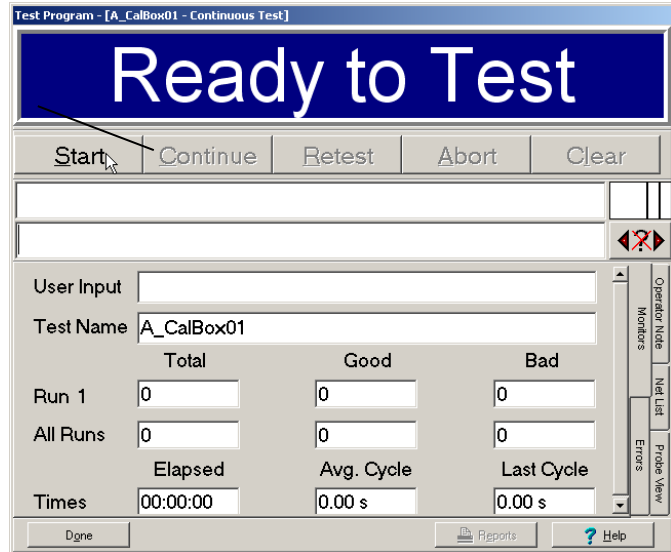 Test Program - [A_CalBox01 - Continuous Test]
Ready to Test
Start Continue Retest Abort Clear
User Input
Test Name A_CalBox01
Total Good Bad
Run 1 0 0 0
All Runs 0 0 0
Elapsed Avg. Cycle Last Cycle
Times 00:00:00 0.00 s 0.00 s
Monitors
Errors
Operator Note
Net List
Probe View
Done Reports ? Help